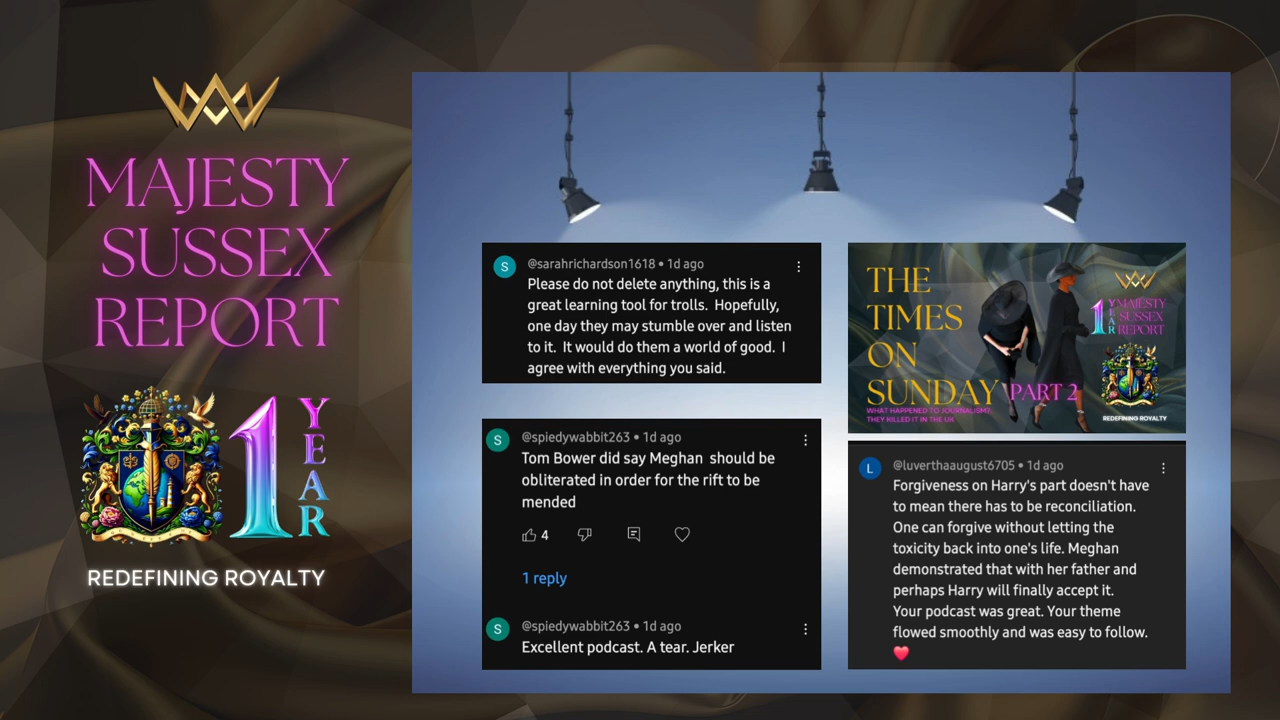 MAJESTY
SUSSEX
REPORT
1
YEAR
REDEFINING ROYALTY
S
@sarahrichardson1618 • 1d ago
Please do not delete anything, this is a
great learning tool for trolls.  Hopefully,
one day they may stumble over and listen
to it.  It would do them a world of good.  I
agree with everything you said.
S
@spiedywabbit263 • 1d ago
Tom Bower did say Meghan  should be
obliterated in order for the rift to be
mended
4
1 reply
S
@spiedywabbit263 • 1d ago
Excellent podcast. A tear. Jerker
THE
TIMES
ON
SUNDAY PART 2
WHAT HAPPENED TO JOURNALISM?
THEY KILLED IT IN THE UK
1
YEAR
MAJESTY
SUSSEX
REPORT
REDEFINING ROYALTY
L
@luverthaaugust6705 • 1d ago
Forgiveness on Harry's part doesn't have
to mean there has to be reconciliation.
One can forgive without letting the
toxicity back into one's life. Meghan
demonstrated that with her father and
perhaps Harry will finally accept it.
Your podcast was great. Your theme
flowed smoothly and was easy to follow.